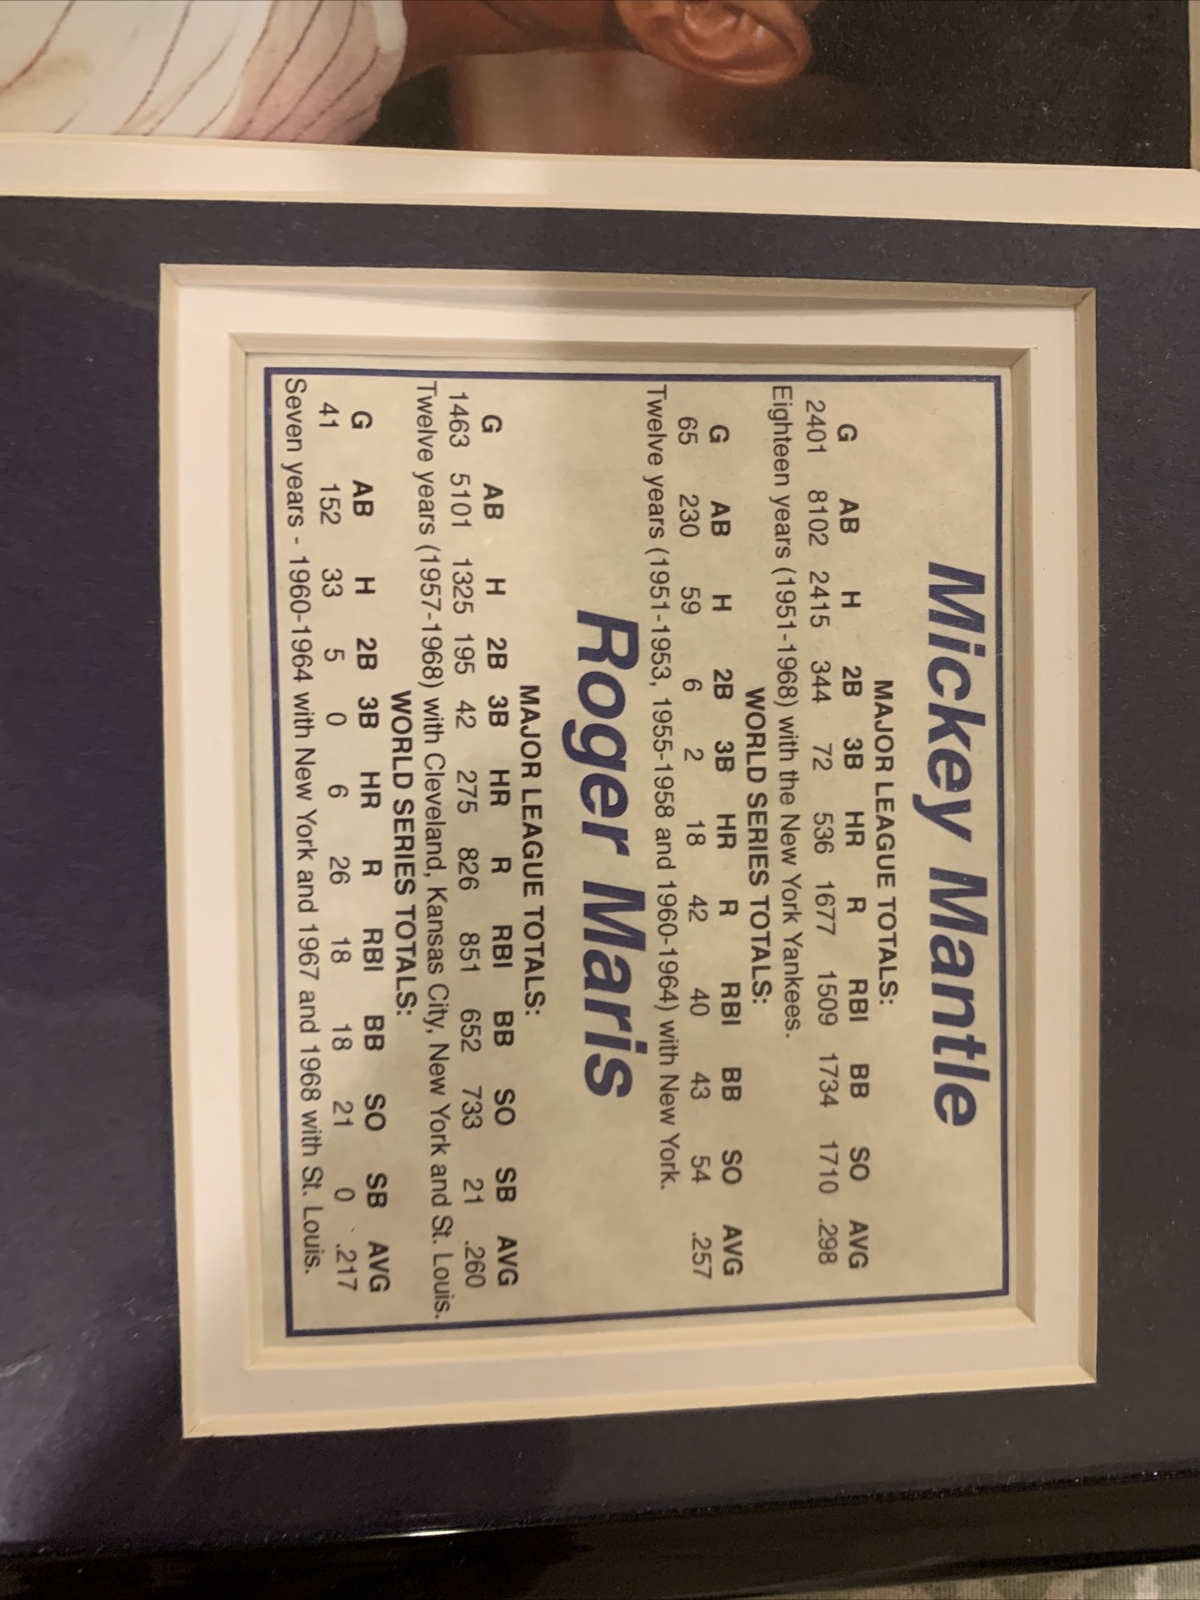 Mickey Mantle
MAJOR LEAGUE TOTALS:
G AB H 2B 3B HR R RBI BB SO AVG
2401 8102 2415 344 72 536 1677 1509 1734 1710 .298
Eighteen years (1951-1968) with the New York Yankees.
WORLD SERIES TOTALS:
G AB H 2B 3B HR R RBI BB SO AVG
65 230 59 6 2 18 42 40 43 54 .257
Twelve years (1951-1953, 1955-1958 and 1960-1964) with New York.
Roger Maris
MAJOR LEAGUE TOTALS:
G AB H 2B 3B HR R RBI BB SO SB AVG
1463 5101 1325 195 42 275 826 851 652 733 21 .260
Twelve years (1957-1968) with Cleveland, Kansas City, New York and St. Louis.
WORLD SERIES TOTALS:
G AB H 2B 3B HR R RBI BB SO SB AVG
41 152 33 5 0 6 26 18 18 21 0 .217
Seven years - 1960-1964 with New York and 1967 and 1968 with St. Louis.